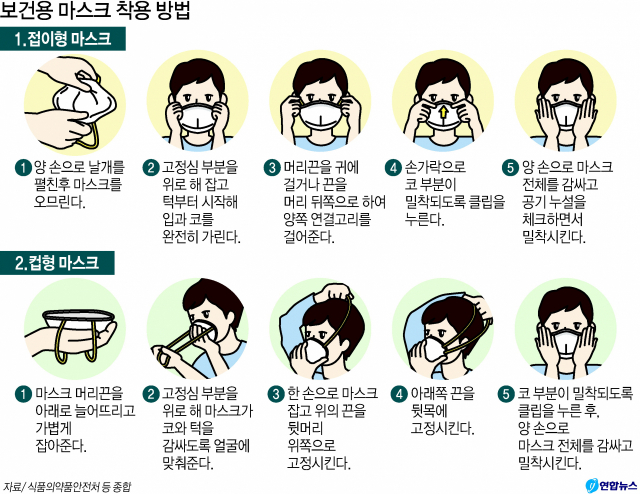 보건용 마스크 착용 방법
1.접이형 마스크
1 양 손으로 날개를
펼친후 마스크를
오므린다.
2 고정심 부분을
위로 해 잡고
턱부터 시작해
입과 코를
완전히 가린다.
3 머리끈을 귀에
걸거나 끈을
머리 뒤쪽으로 하여
양쪽 연결고리를
걸어준다.
4 손가락으로
코 부분이
밀착되도록 클립을
누른다.
5 양 손으로 마스크
전체를 감싸고
공기 누설을
체크하면서
밀착시킨다.
2.컵형 마스크
1 마스크 머리끈을
아래로 늘어뜨리고
가볍게
잡아준다.
2 고정심 부분을
위로 해 마스크가
코와 턱을
감싸도록 얼굴에
맞춰준다.
3 한 손으로 마스크
잡고 위의 끈을
뒷머리
위쪽으로
고정시킨다.
4 아래쪽 끈을
뒷목에
고정시킨다.
5 코 부분이 밀착되도록
클립을 누른 후,
양 손으로
마스크 전체를 감싸고
밀착시킨다.
자료/ 식품의약품안전처 등 종합
연합뉴스